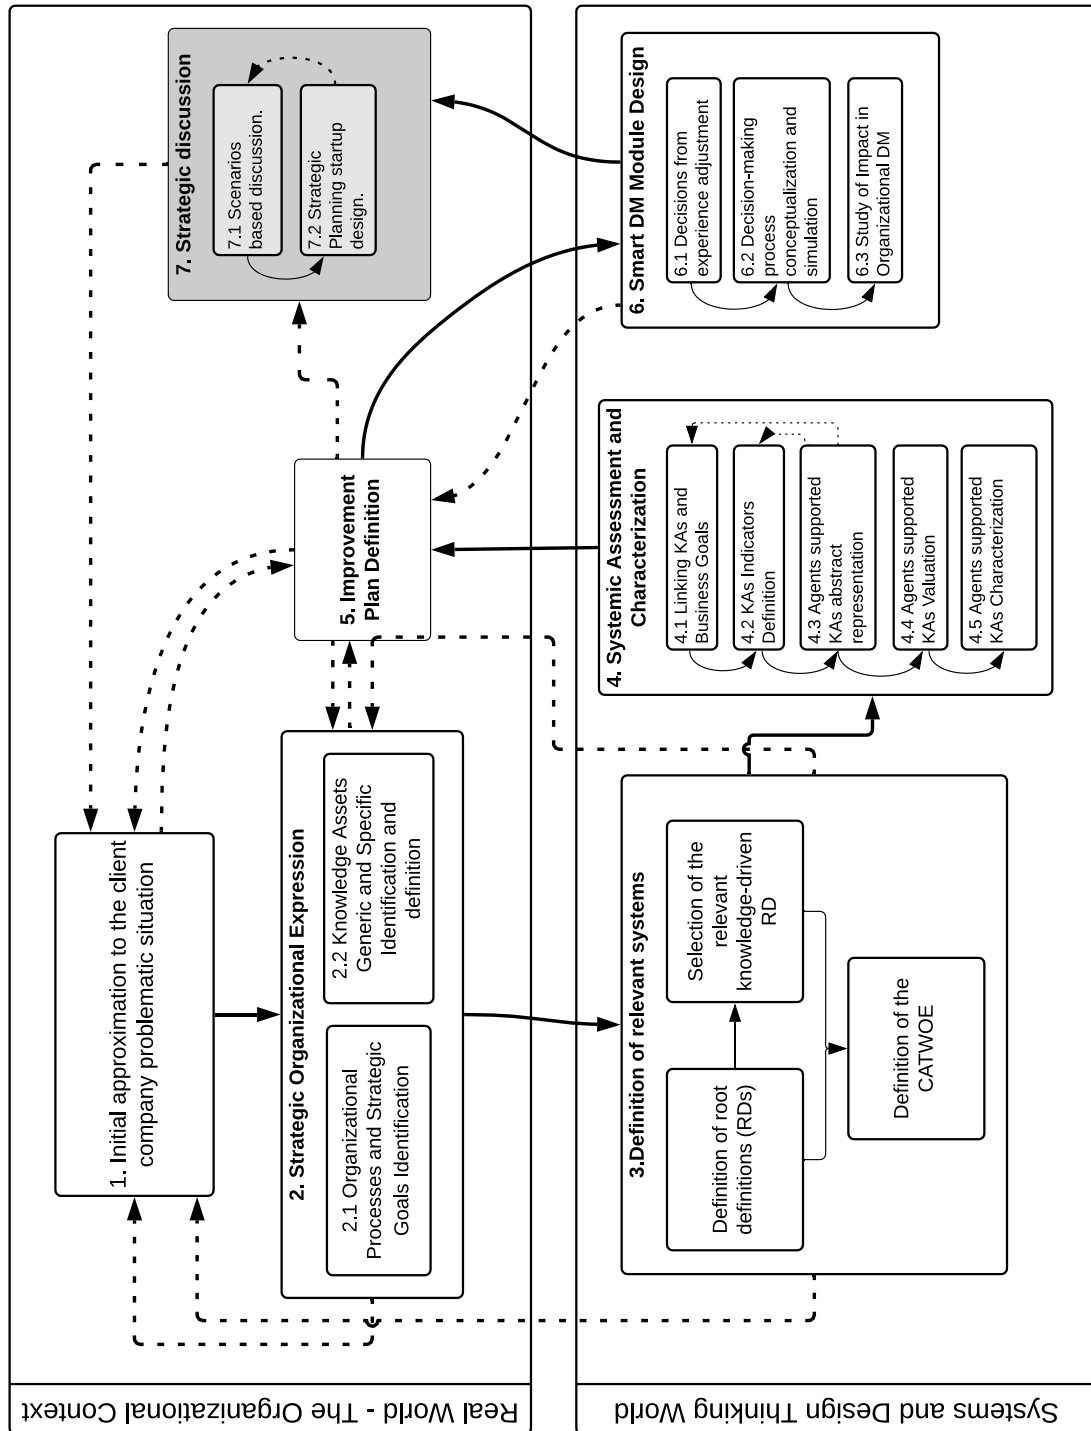 Real World - The Organizational Context
1. Initial approximation to the client
company problematic situation
2. Strategic Organizational Expression
2.1 Organizational
Processes and Strategic
Goals Identification
2.2 Knowledge Assets
Generic and Specific
Identification and
definition
5. Improvement
Plan Definition
7. Strategic discussion
7.1 Scenarios
based discussion.
7.2 Strategic
Planning startup
design.
Systems and Design Thinking World
3.Definition of relevant systems
Definition of root
definitions (RDs)
Selection of the
relevant
knowledge-driven
RD
Definition of the
CATWOE
4. Systemic Assessment and
Characterization
4.1 Linking KAs and
Business Goals
4.2 KAs Indicators
Definition
4.3 Agents supported
KAs abstract
representation
4.4 Agents supported
KAs Valuation
4.5 Agents supported
KAs Characterization
6. Smart DM Module Design
6.1 Decisions from
experience adjustment
6.2 Decision-making
process
conceptualization and
simulation
6.3 Study of Impact in
Organizational DM